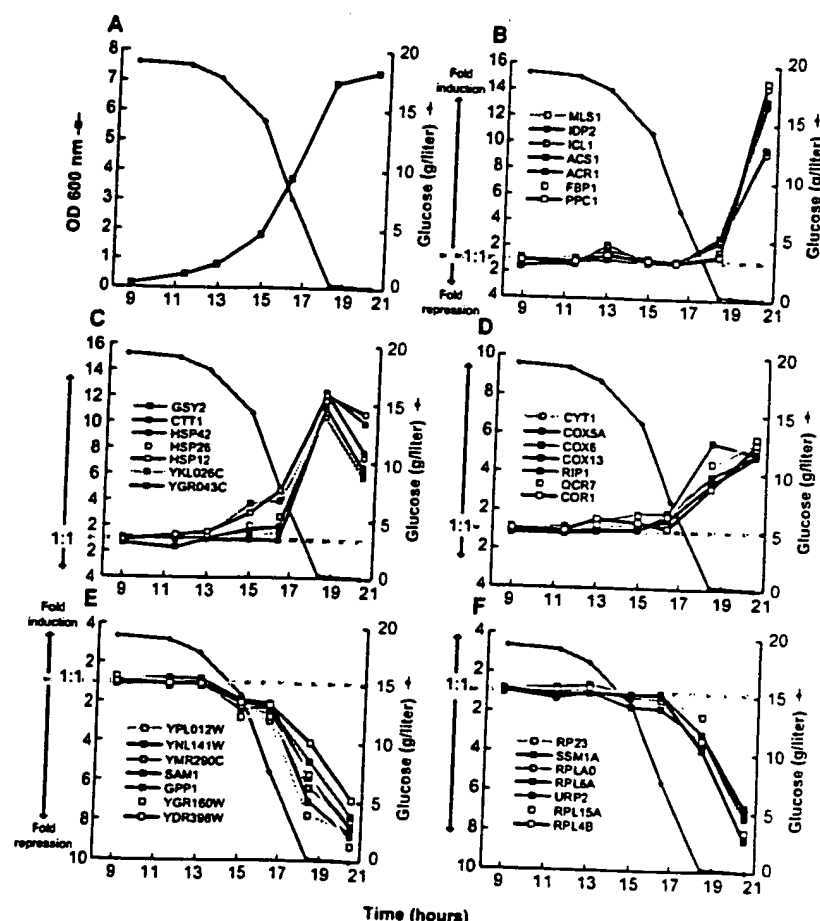 A
OD 600 nm
8
7
6
5
4
3
2
1
0
20
15
10
5
0
Glucose (g/liter)
9 11 13 15 17 19 21
B
Fold
induction
1:1
Fold
repression
16
14
12
10
8
6
4
2
2
4
MLS1
IDP2
ICL1
ACS1
ACR1
FBP1
PPC1
20
15
10
5
0
Glucose (g/liter)
9 11 13 15 17 19 21
C
1:1
16
14
12
10
8
6
4
2
2
4
GSY2
CTT1
HSP42
HSP26
HSP12
YKL026C
YGR043C
20
15
10
5
0
Glucose (g/liter)
9 11 13 15 17 19 21
D
1:1
10
8
6
4
2
2
4
CYT1
COX5A
COX6
COX13
RIP1
QCR7
COR1
20
15
10
5
0
Glucose (g/liter)
9 11 13 15 17 19 21
E
Fold
induction
1:1
Fold
repression
4
2
2
4
6
8
10
YPL012W
YNL141W
YMR290C
SAM1
GPP1
YGR160W
YDR398W
20
15
10
5
0
Glucose (g/liter)
9 11 13 15 17 19 21
F
1:1
4
2
2
4
6
8
10
RP23
SSM1A
RPLA0
RPL6A
URP2
RPL15A
RPL4B
20
15
10
5
0
Glucose (g/liter)
9 11 13 15 17 19 21
Time (hours)